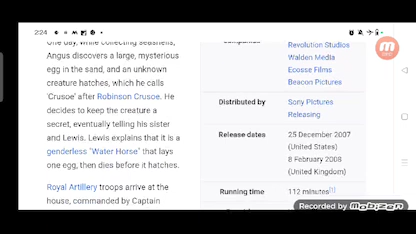 2:24
One day, while collecting seashells,
Angus discovers a large, mysterious
egg in the sand, and an unknown
creature hatches, which he calls
'Crusoe' after Robinson Crusoe. He
decides to keep the creature a
secret, eventually telling his sister
and Lewis. Lewis explains that it is a
genderless "Water Horse" that lays
one egg, then dies before it hatches.
Royal Artillery troops arrive at the
house, commanded by Captain
Revolution Studios
Walden Media
Ecosse Films
Beacon Pictures
Distributed by
Sony Pictures
Releasing
Release dates
25 December 2007
(United States)
8 February 2008
(United Kingdom)
Running time
112 minutes[1]
Recorded by Mobizen